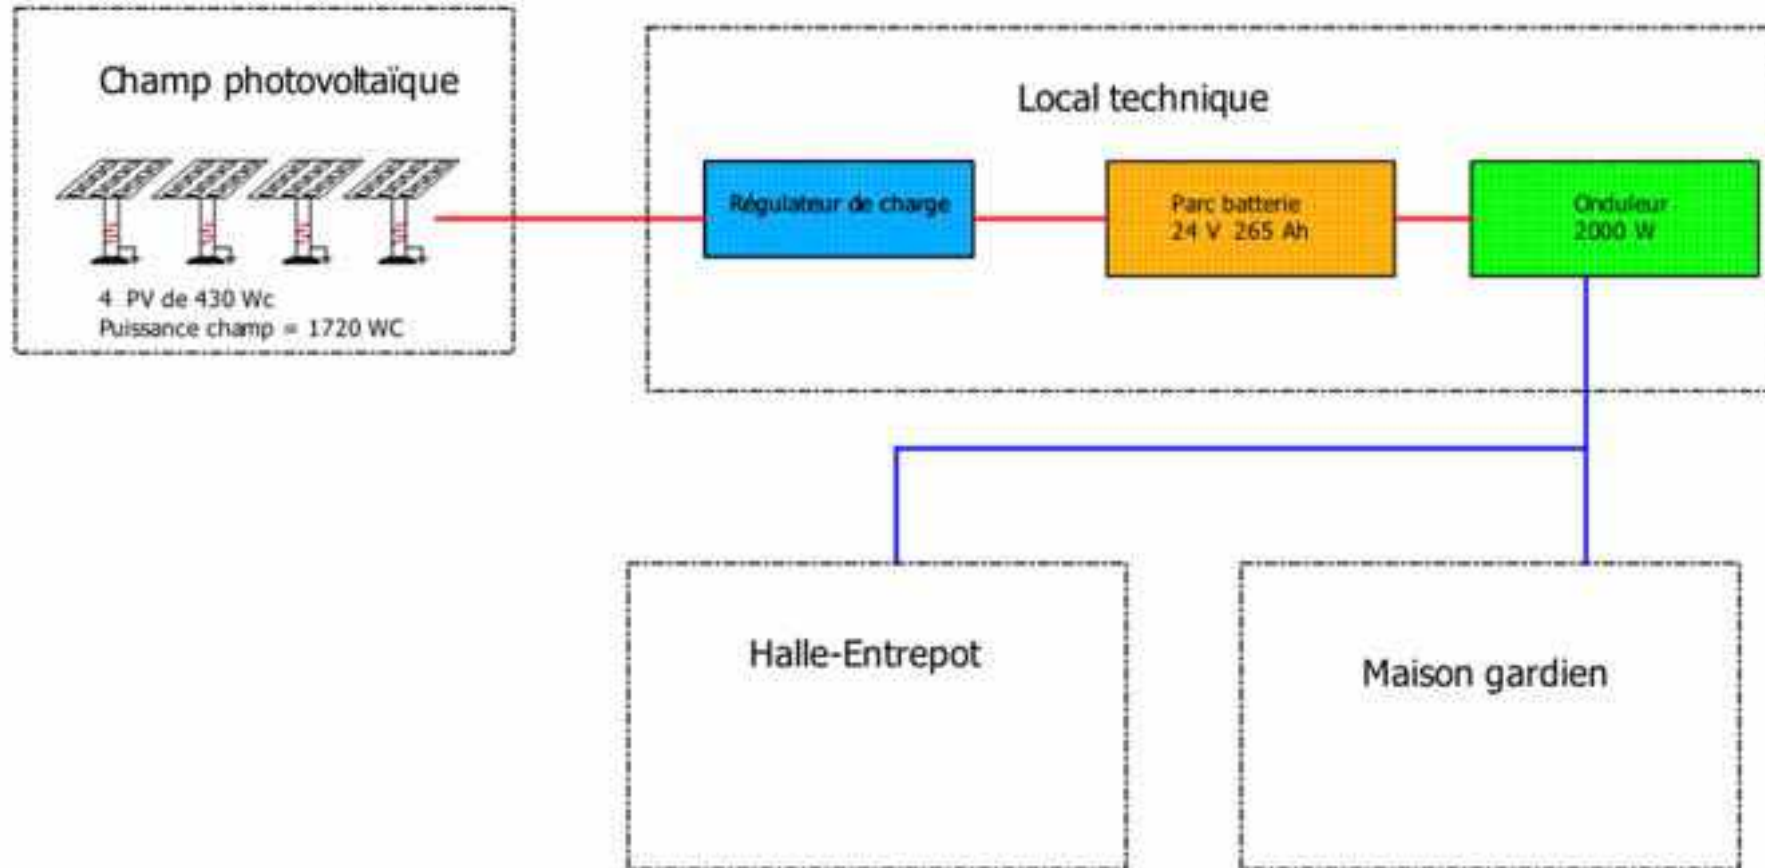 Champ photovoltaïque
4 PV de 430 Wc
Puissance champ = 1720 WC
Local technique
Régulateur de charge
Parc batterie
24 V 265 Ah
Onduleur
2000 W
Halle-Entrepot
Maison gardien